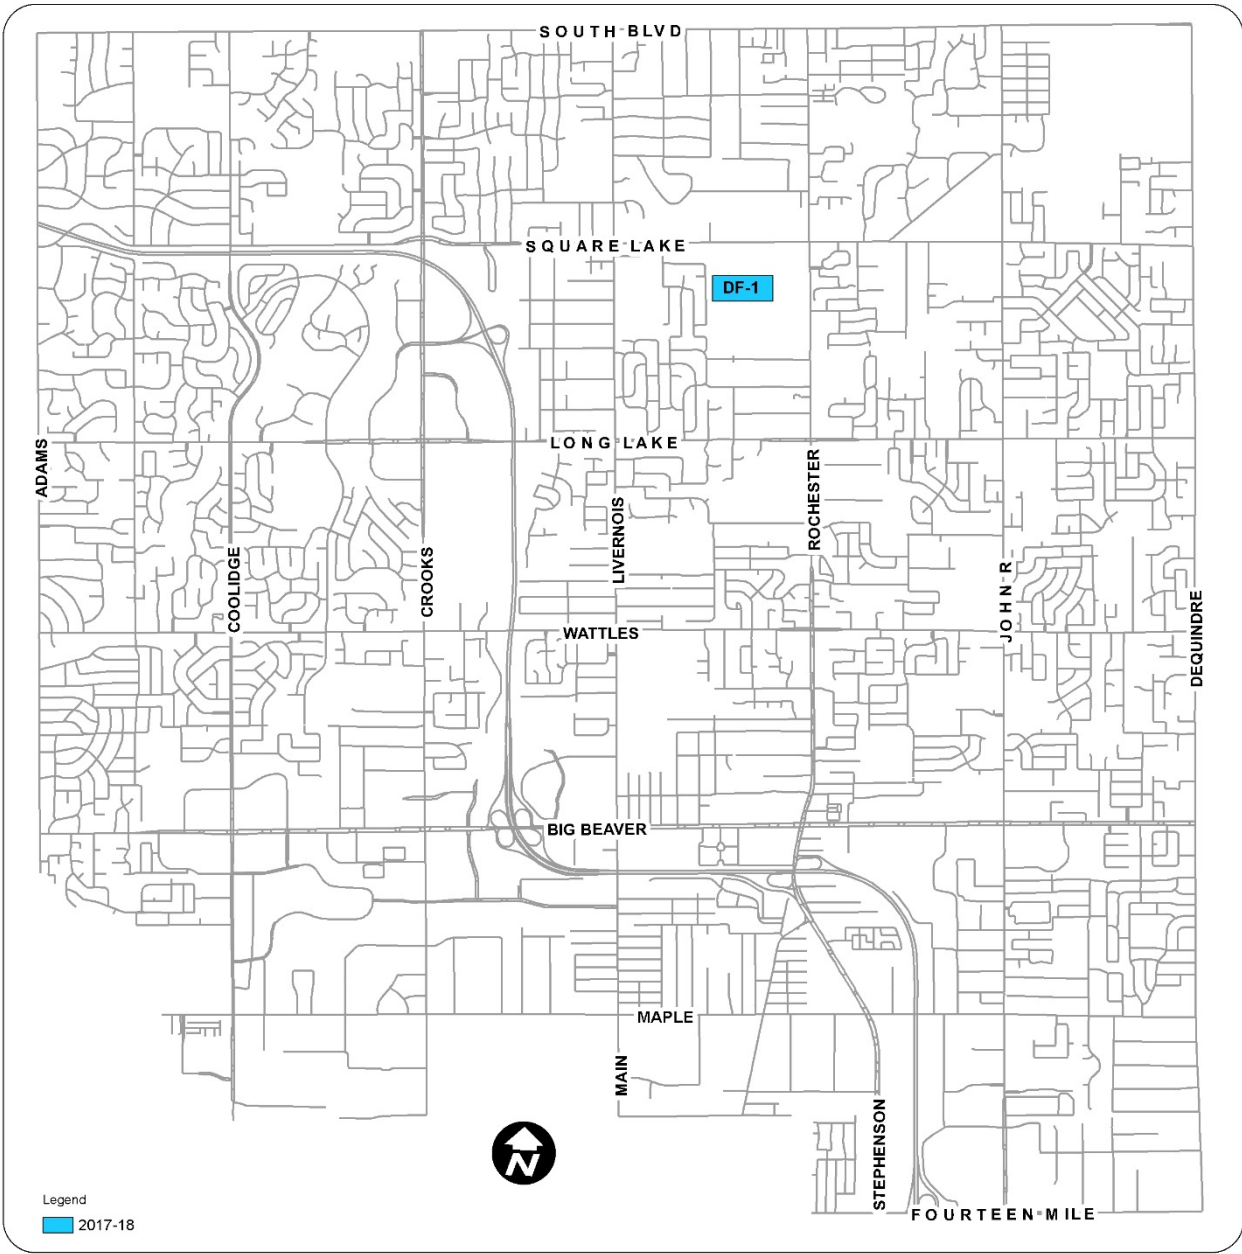 SOUTH BLVD
SQUARE LAKE
DF-1
LONG LAKE
ADAMS
ROCHESTER
LIVERNOIS
COOLIDGE
CROOKS
JOHN R
DEQUINDRE
WATTLES
BIG BEAVER
MAPLE
MAIN
STEPHENSON
N
Legend
2017-18
FOURTEEN MILE